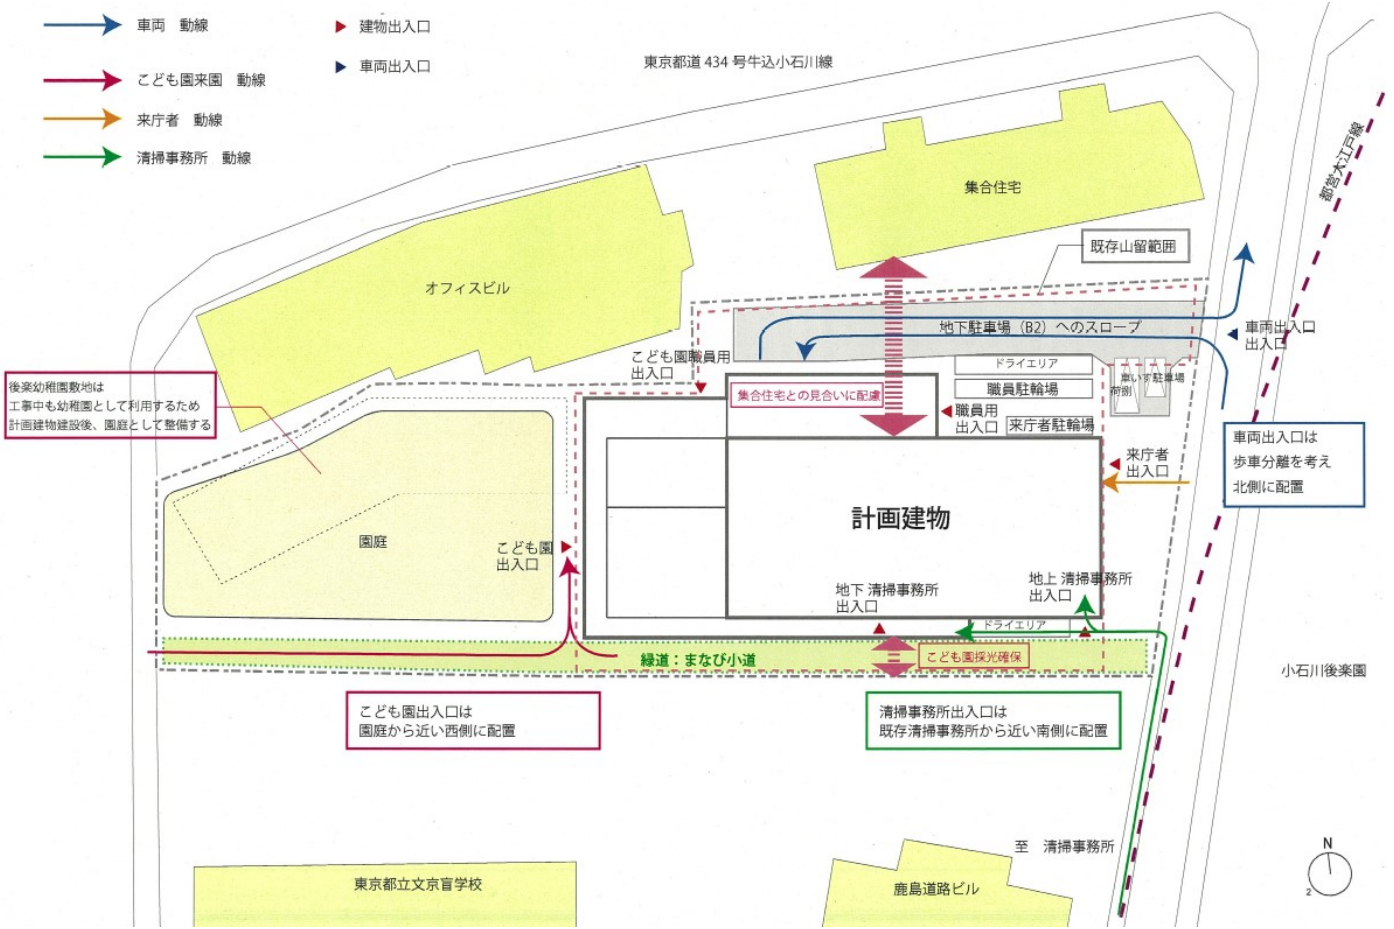 車両 動線
こども園来園 動線
来庁者 動線
清掃事務所 動線
建物出入口
車両出入口
東京都道 434 号牛込小石川線
都営大江戸線
集合住宅
既存山留範囲
オフィスビル
地下駐車場（B2）へのスロープ
車両出入口
出入口
こども園職員用
出入口
ドライエリア
職員駐輪場
来庁者駐輪場
車いす駐車場
荷捌
後楽幼稚園敷地は
工事中も幼稚園として利用するため
計画建物建設後、園庭として整備する
集合住宅との見合いに配慮
職員用
出入口
来庁者
出入口
車両出入口は
歩車分離を考え
北側に配置
計画建物
園庭
こども園
出入口
地下 清掃事務所
出入口
地上 清掃事務所
出入口
ドライエリア
緑道：まなび小道
こども園採光確保
小石川後楽園
こども園出入口は
園庭から近い西側に配置
清掃事務所出入口は
既存清掃事務所から近い南側に配置
至 清掃事務所
東京都立文京盲学校
鹿島道路ビル
N
2